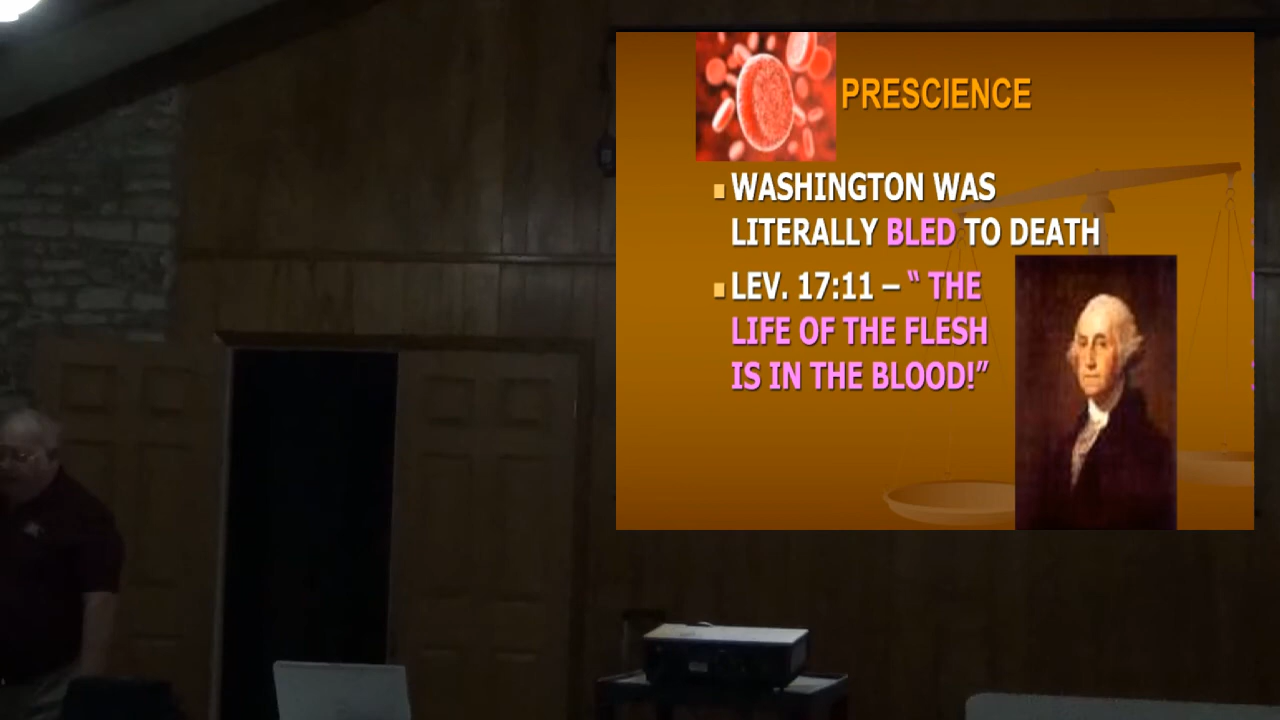 PRESCIENCE
WASHINGTON WAS
LITERALLY BLED TO DEATH
LEV. 17:11 – “ THE
LIFE OF THE FLESH
IS IN THE BLOOD!”